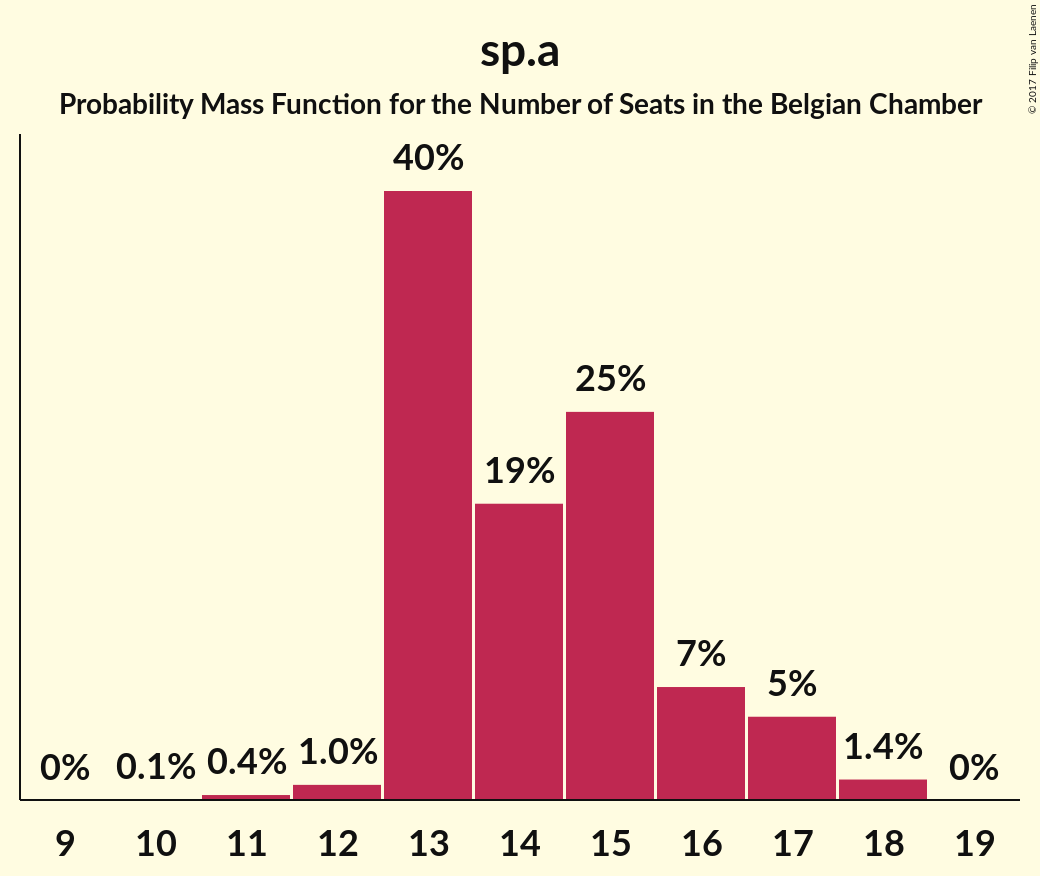 sp.a
Probability Mass Function for the Number of Seats in the Belgian Chamber
© 2017 Filip van Laenen
0% 0.1% 0.4% 1.0% 40% 19% 25% 7% 5% 1.4% 0%
9 10 11 12 13 14 15 16 17 18 19